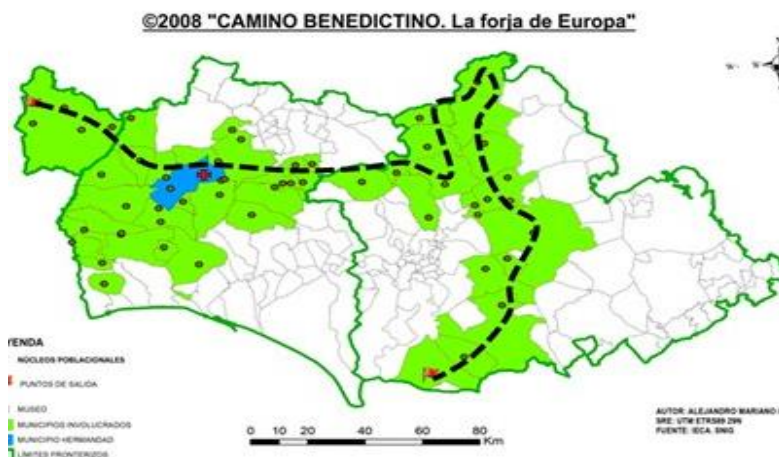 ©2008 "CAMINO BENEDICTINO. La forja de Europa"
N
W
YENDA
NÚCLEOS POBLACIONALES
PUNTOS DE SALIDA
MUSEO
MUNICIPIOS INVOLUCRADOS
MUNICIPIO HERMANDAD
LÍMITES FRONTERIZOS
0 20 40 60 80
Km
AUTOR: ALEJANDRO MARIANO
SRE: UTM ETRS89 29N
FUENTE: IECA. SNIG